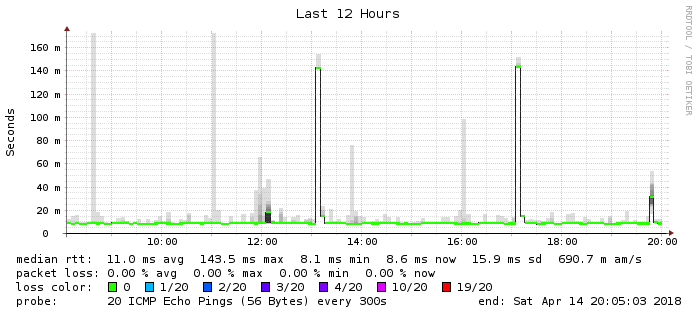 Last 12 Hours
RRDTOOL / TOBI OETIKER
Seconds
160 m
140 m
120 m
100 m
80 m
60 m
40 m
20 m
0
10:00 12:00 14:00 16:00 18:00 20:00
median rtt: 11.0 ms avg 143.5 ms max 8.1 ms min 8.6 ms now 15.9 ms sd 690.7 m am/s
packet loss: 0.00 % avg 0.00 % max 0.00 % min 0.00 % now
loss color: 0 1/20 2/20 3/20 4/20 10/20 19/20
probe: 20 ICMP Echo Pings (56 Bytes) every 300s end: Sat Apr 14 20:05:03 2018